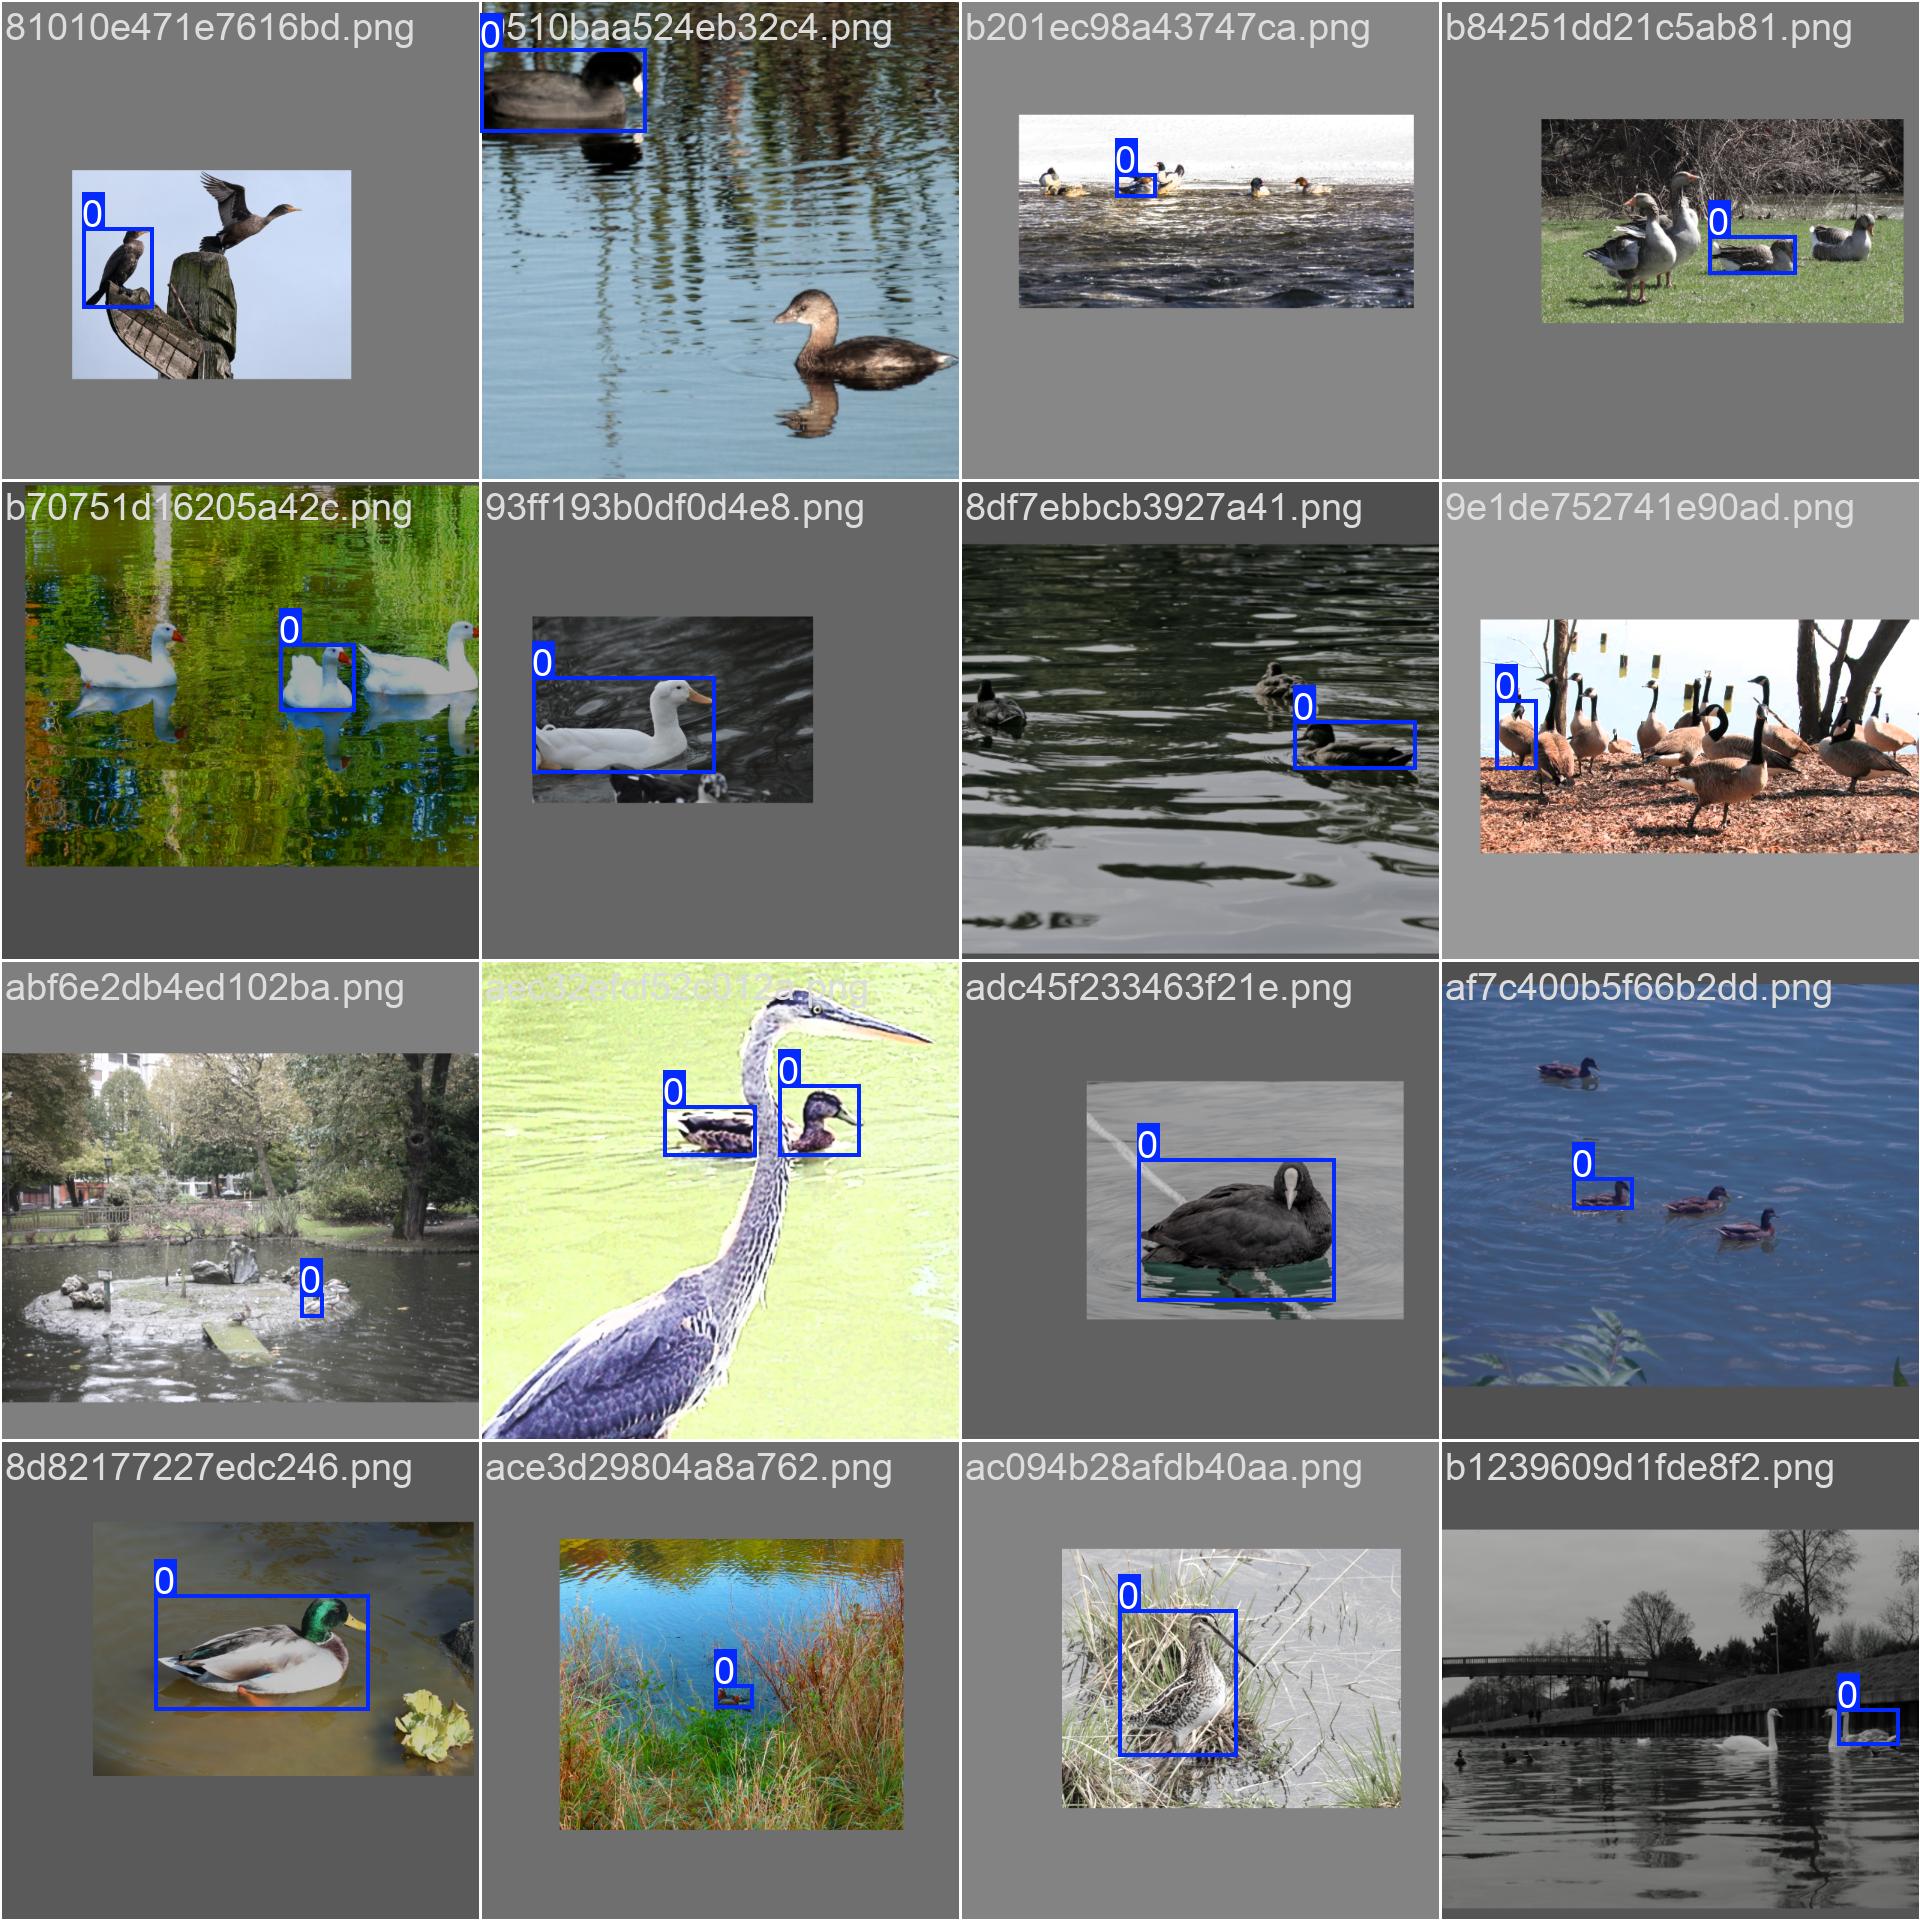 81010e471e7616bd.png
0
510baa524eb32c4.png
0
b201ec98a43747ca.png
0
b84251dd21c5ab81.png
0
b70751d16205a42c.png
0
93ff193b0df0d4e8.png
0
8df7ebbcb3927a41.png
0
9e1de752741e90ad.png
0
abf6e2db4ed102ba.png
0
aec32efdf52c012a.png
0
0
adc45f233463f21e.png
0
af7c400b5f66b2dd.png
0
8d82177227edc246.png
0
ace3d29804a8a762.png
0
ac094b28afdb40aa.png
0
b1239609d1fde8f2.png
0